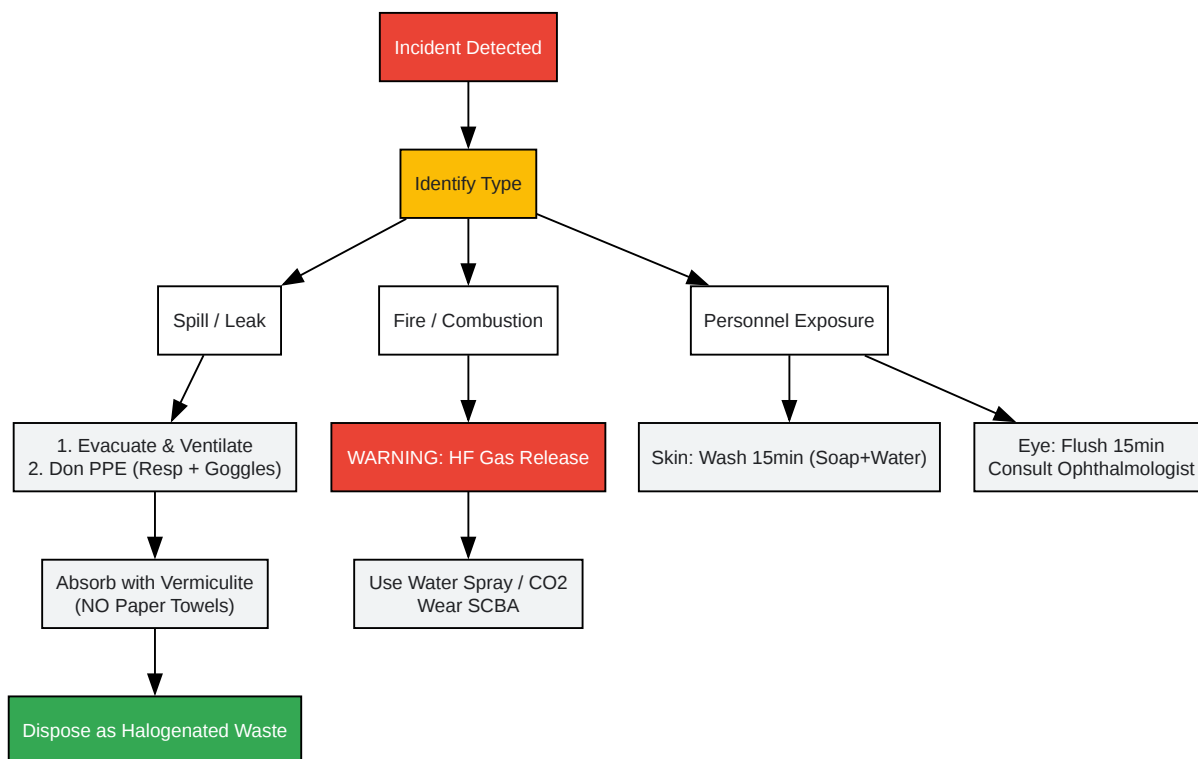 Incident Detected
Identify Type
Spill / Leak
Fire / Combustion
Personnel Exposure
1. Evacuate & Ventilate
2. Don PPE (Resp + Goggles)
WARNING: HF Gas Release
Skin: Wash 15min (Soap+Water)
Eye: Flush 15min
Consult Ophthalmologist
Absorb with Vermiculite
(NO Paper Towels)
Use Water Spray / CO2
Wear SCBA
Dispose as Halogenated Waste